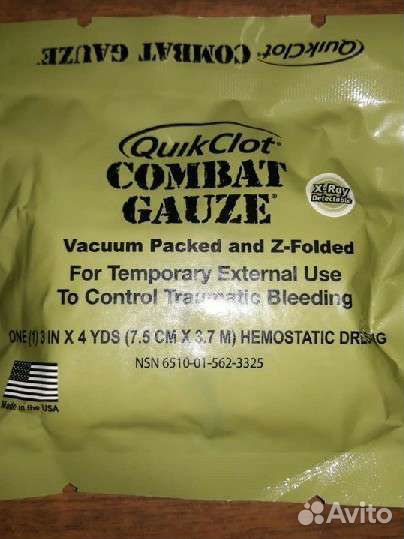 QuikClot® COMBAT GAUZE™
QuikClot®
COMBAT
GAUZE®
X-Ray
Detectable
Vacuum Packed and Z-Folded
For Temporary External Use
To Control Traumatic Bleeding
ONE (1) 3 IN X 4 YDS (7.5 CM X 3.7 M) HEMOSTATIC
NSN 6510-01-562-3325
Made in the USA
Avito